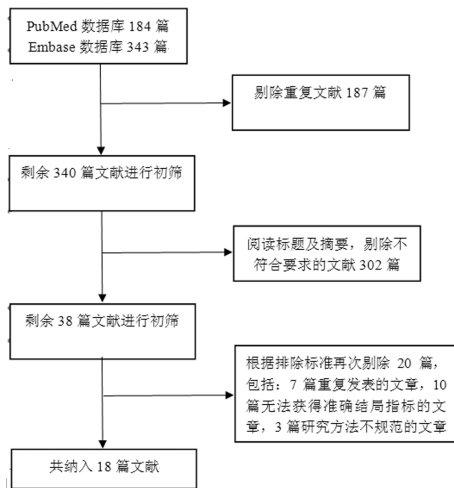 PubMed 数据库 184 篇
Embase 数据库 343 篇
剔除重复文献 187 篇
剩余 340 篇文献进行初筛
阅读标题及摘要，剔除不
符合要求的文献 302 篇
剩余 38 篇文献进行初筛
根据排除标准再次剔除 20 篇，
包括：7 篇重复发表的文章，10
篇无法获得准确结局指标的文
章，3 篇研究方法不规范的文章
共纳入 18 篇文献